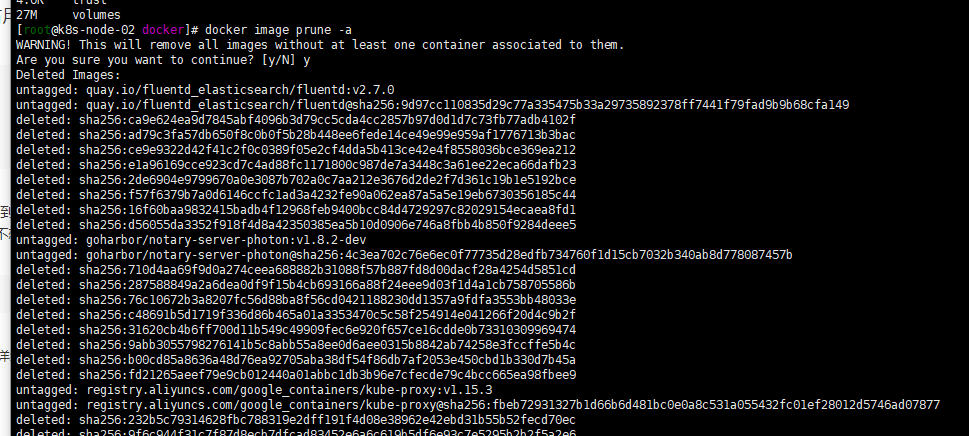 4.0K    trust
27M     volumes
[root@k8s-node-02 docker]# docker image prune -a
WARNING! This will remove all images without at least one container associated to them.
Are you sure you want to continue? [y/N] y
Deleted Images:
untagged: quay.io/fluentd_elasticsearch/fluentd:v2.7.0
untagged: quay.io/fluentd_elasticsearch/fluentd@sha256:9d97cc110835d29c77a335475b33a29735892378ff7441f79fad9b9b68cfa149
deleted: sha256:ca9e624ea9d7845abf4096b3d79cc5cda4cc2857b97d0d1d7c73fb77adb4102f
deleted: sha256:ad79c3fa57db650f8c0b0f5b28b448ee6fede14ce49e99e959af1776713b3bac
deleted: sha256:ce9e9322d42f41c2f0c0389f05e2cf4dda5b413ce42e4f8558036bce369ea212
deleted: sha256:e1a96169cce923cd7c4ad88fc1171800c987de7a3448c3a61ee22eca66dafb23
deleted: sha256:2de6904e9799670a0e3087b702a0c7aa212e3676d2de2f7d361c19b1e5192bce
deleted: sha256:f57f6379b7a0d6146ccfc1ad3a4232fe90a062ea87a5a5e19eb6730356185c44
deleted: sha256:16f60baa9832415badb4f12968feb9400bcc84d4729297c82029154ecaea8fd1
deleted: sha256:d56055da3352f918f4d8a42350385ea5b10d0906e746a8fbb4b850f9284deee5
untagged: goharbor/notary-server-photon:v1.8.2-dev
untagged: goharbor/notary-server-photon@sha256:4c3ea702c76e6ec0f77735d28edfb734760f1d15cb7032b340ab8d778087457b
deleted: sha256:710d4aa69f9d0a274ceea688882b31088f57b887fd8d00dacf28a4254d5851cd
deleted: sha256:287588849a2a6dea0df9f15b4cb693166a88f24eee9d03f1d4a1cb758705586b
deleted: sha256:76c10672b3a8207fc56d88ba8f56cd0421188230dd1357a9fdfa3553bb48033e
deleted: sha256:c48691b5d1719f336d86b465a01a3353470c5c58f254914e041266f20d4c9b2f
deleted: sha256:31620cb4b6ff700d11b549c49909fec6e920f657ce16cdde0b73310309969474
deleted: sha256:9abb3055798276141b5c8abb55a8ee0d6aee0315b8842ab74258e3fccffe5b4c
deleted: sha256:b00cd85a8636a48d76ea92705aba38df54f86db7af2053e450cbd1b330d7b45a
deleted: sha256:fd21265aeef79e9cb012440a01abbc1db3b96e7cfecde79c4bcc665ea98fbee9
untagged: registry.aliyuncs.com/google_containers/kube-proxy:v1.15.3
untagged: registry.aliyuncs.com/google_containers/kube-proxy@sha256:fbeb72931327b1d66b6d481bc0e0a8c531a055432fc01ef28012d5746ad07877
deleted: sha256:232b5c79314628fbc788319e2dff191f4d08e38962e42ebd31b55b52fecd70ec
deleted: